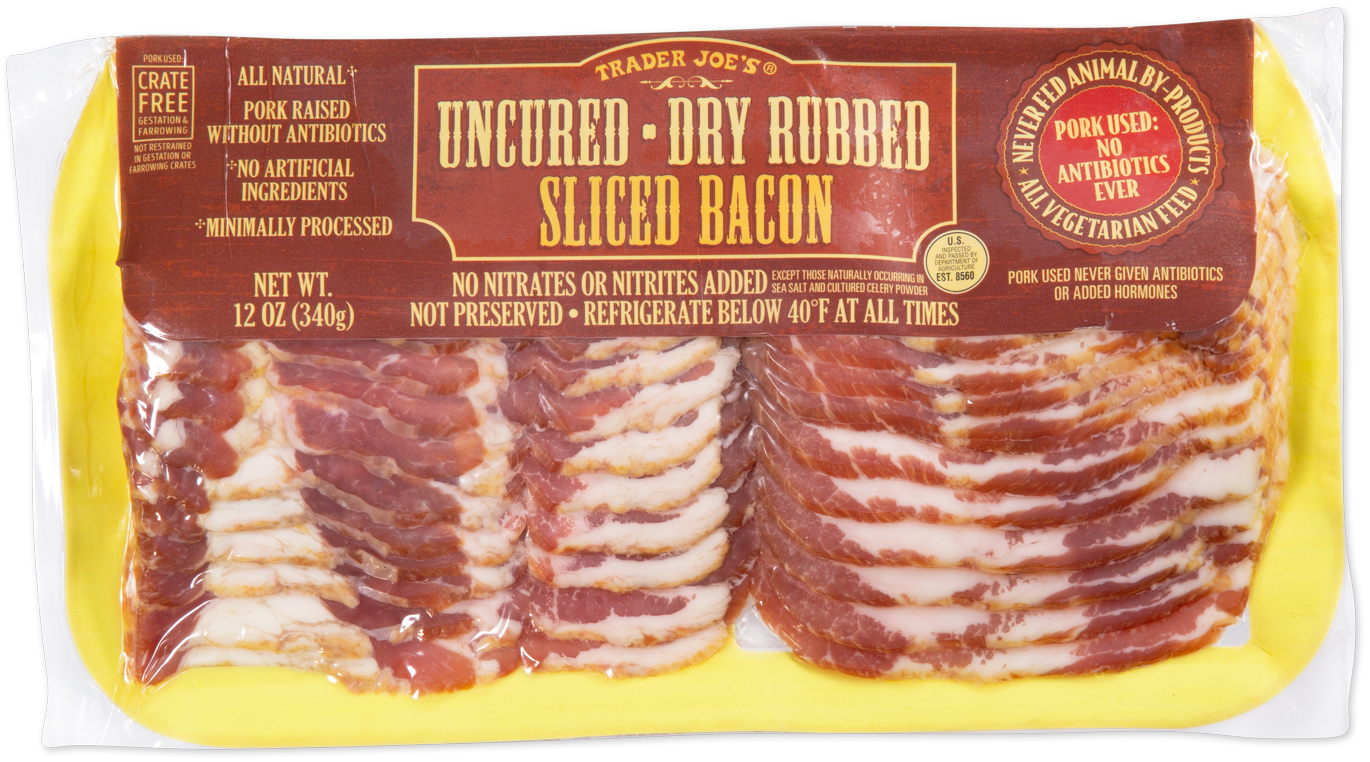 PORK USED
CRATE
FREE
GESTATION &
FARROWING
NOT RESTRAINED
IN GESTATION OR
FARROWING CRATES
ALL NATURAL⁘
PORK RAISED
WITHOUT ANTIBIOTICS
⁘NO ARTIFICIAL
INGREDIENTS
⁘MINIMALLY PROCESSED
NET WT.
12 OZ (340g)
TRADER JOE'S®
UNCURED - DRY RUBBED
SLICED BACON
NO NITRATES OR NITRITES ADDED EXCEPT THOSE NATURALLY OCCURRING IN
SEA SALT AND CULTURED CELERY POWDER
NOT PRESERVED • REFRIGERATE BELOW 40°F AT ALL TIMES
U.S.
INSPECTED
AND PASSED BY
DEPARTMENT OF
AGRICULTURE
EST. 8560
NEVER FED ANIMAL BY-PRODUCTS
★ ALL VEGETARIAN FEED ★
PORK USED:
NO
ANTIBIOTICS
EVER
PORK USED NEVER GIVEN ANTIBIOTICS
OR ADDED HORMONES